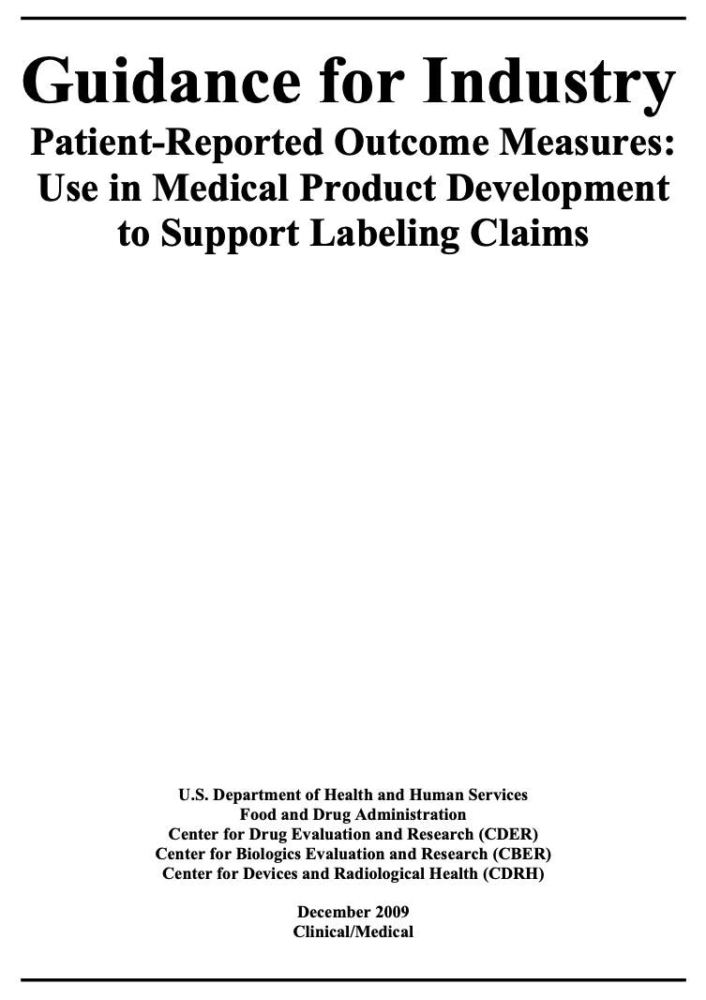 Guidance for Industry
Patient-Reported Outcome Measures:
Use in Medical Product Development
to Support Labeling Claims
U.S. Department of Health and Human Services
Food and Drug Administration
Center for Drug Evaluation and Research (CDER)
Center for Biologics Evaluation and Research (CBER)
Center for Devices and Radiological Health (CDRH)
December 2009
Clinical/Medical